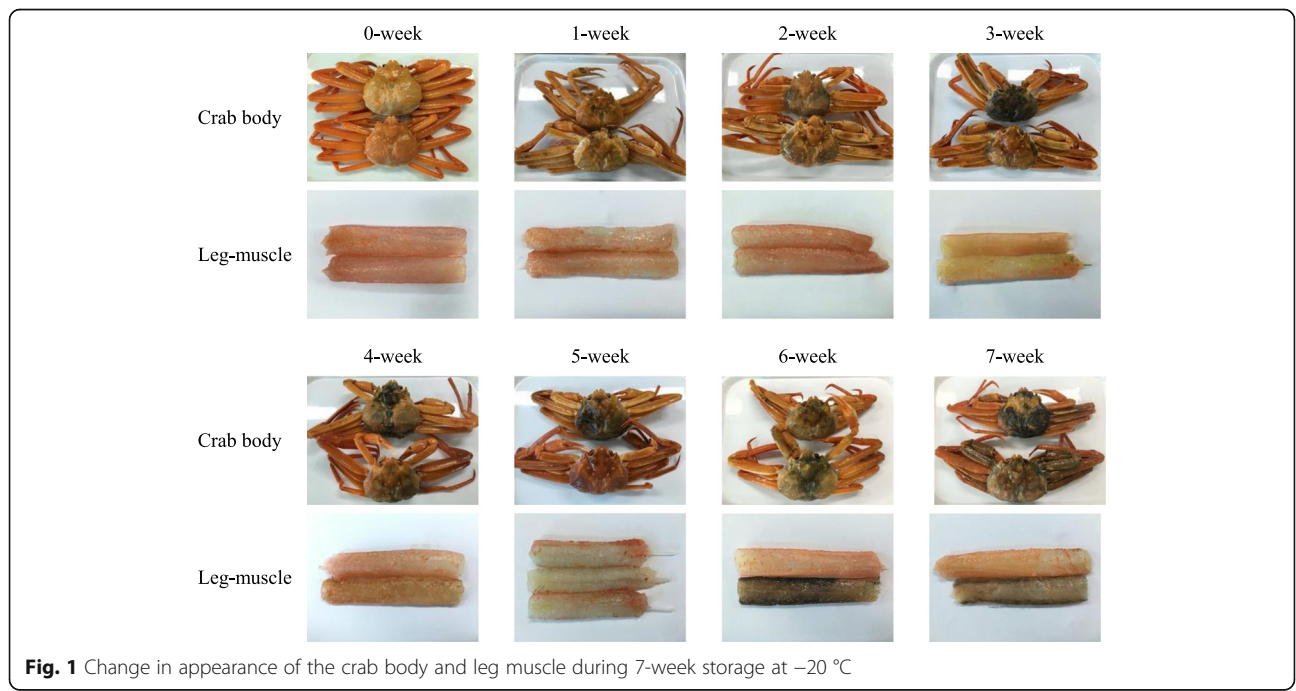 0-week 1-week 2-week 3-week
Crab body
Leg-muscle
4-week 5-week 6-week 7-week
Crab body
Leg-muscle
Fig. 1 Change in appearance of the crab body and leg muscle during 7-week storage at −20 °C